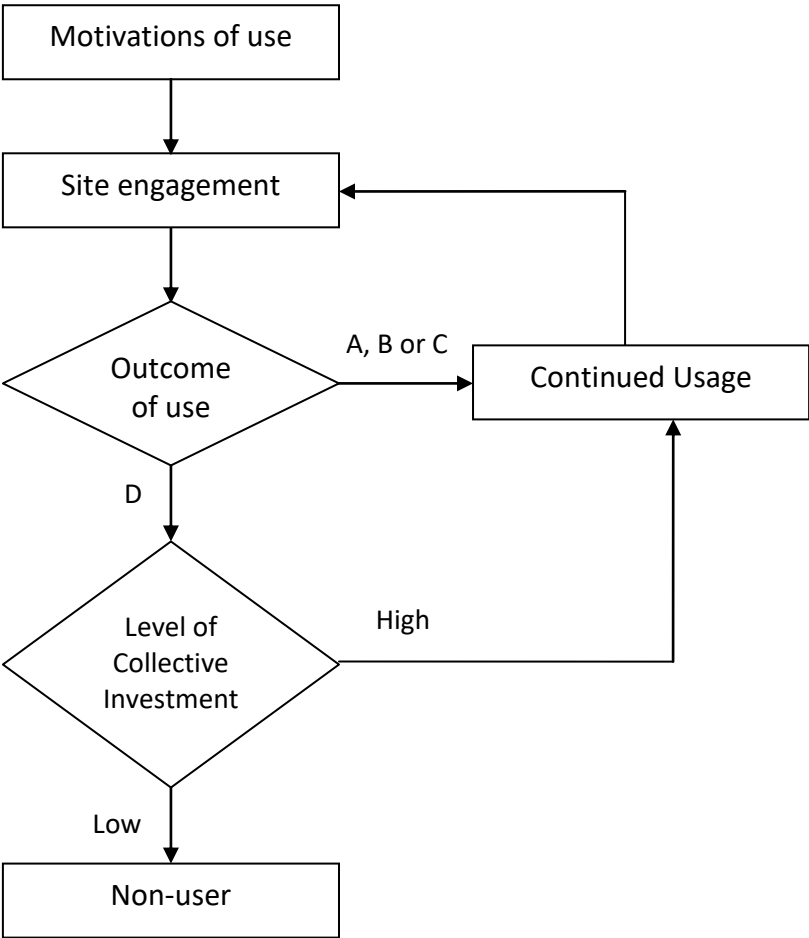 Motivations of use
Site engagement
A, B or C
Outcome
of use
Continued Usage
D
Level of
Collective
Investment
High
Low
Non-user